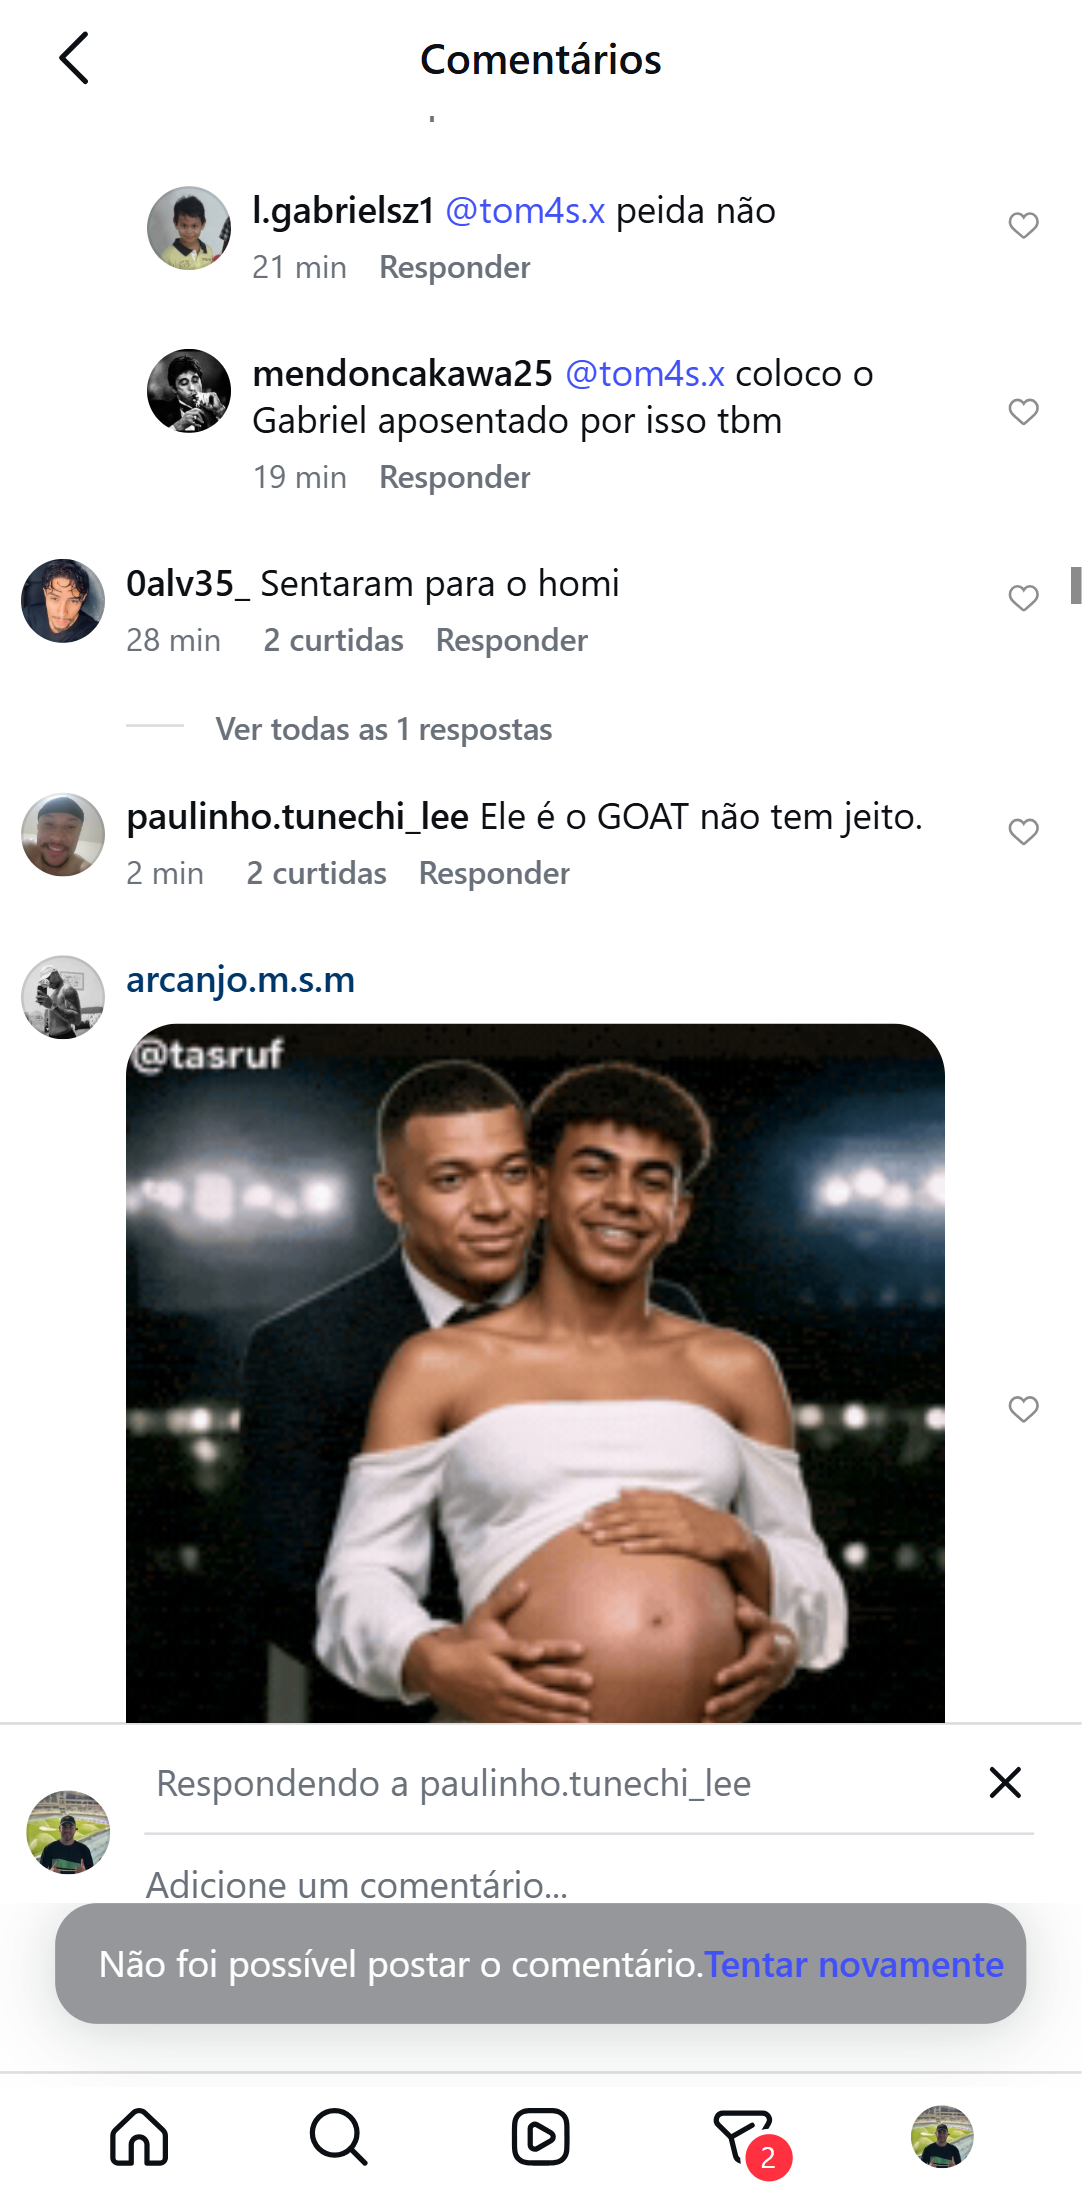 Comentários
l.gabrielsz1 @tom4s.x peida não
21 min Responder
mendoncakawa25 @tom4s.x coloco o
Gabriel aposentado por isso tbm
19 min Responder
0alv35_ Sentaram para o homi
28 min 2 curtidas Responder
Ver todas as 1 respostas
paulinho.tunechi_lee Ele é o GOAT não tem jeito.
2 min 2 curtidas Responder
arcanjo.m.s.m
@tasruf
Respondendo a paulinho.tunechi_lee
Adicione um comentário...
Não foi possível postar o comentário.Tentar novamente
2